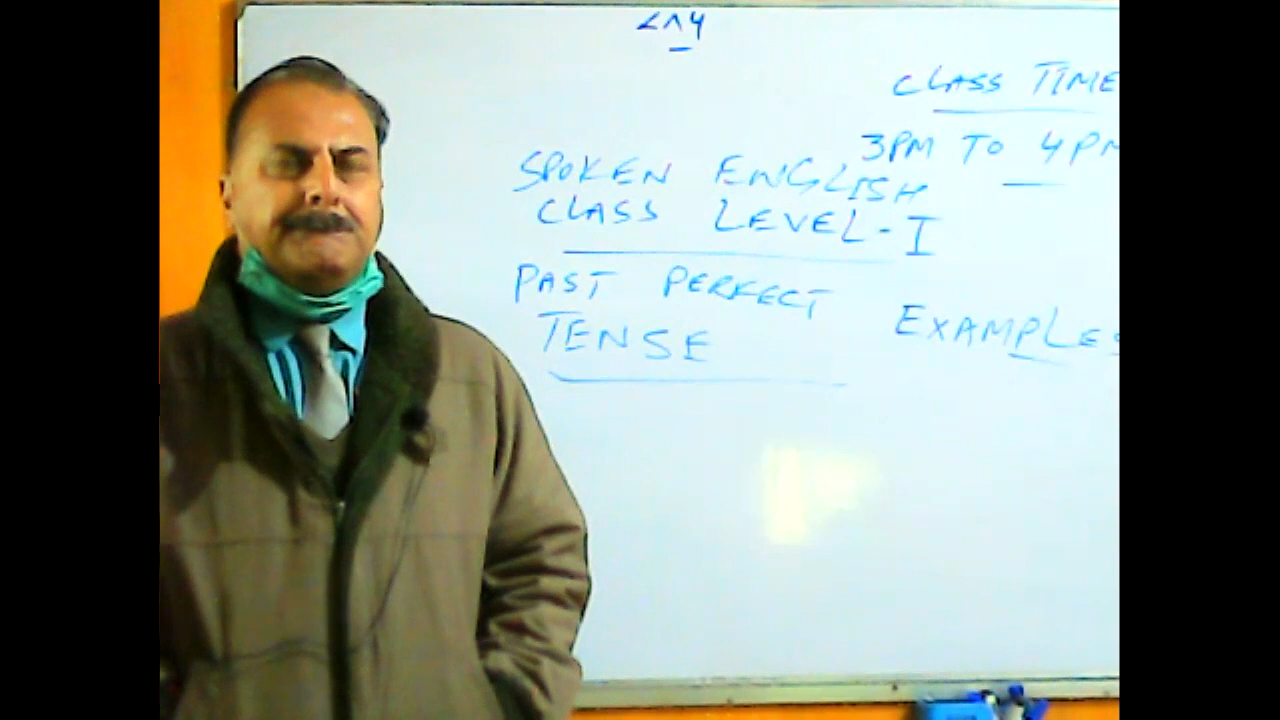 CLASS TIME
3PM TO 4PM
SPOKEN ENGLISH
CLASS LEVEL-I
PAST PERFECT
TENSE
EXAMPLES